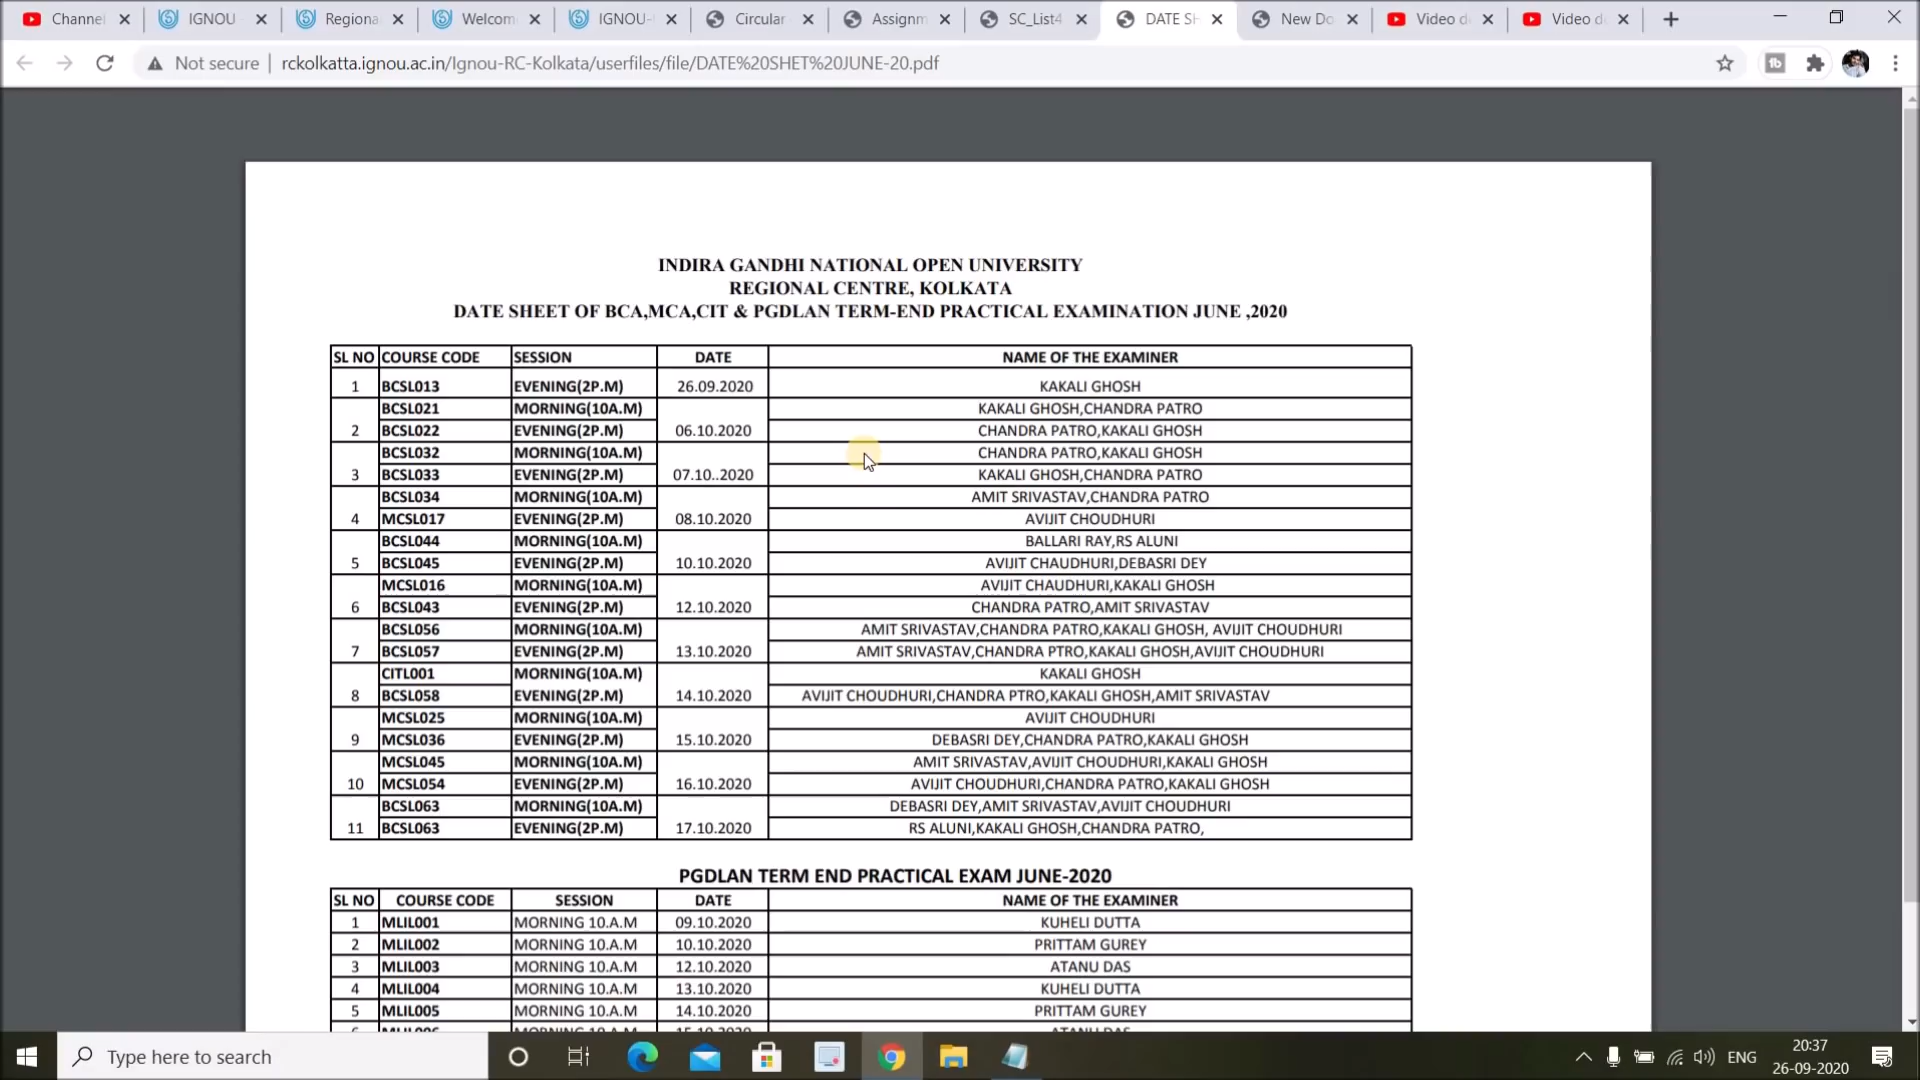 Channel
IGNOU
Regiona
Welcom
IGNOU-
Circular
Assignm
SC_List4
DATE SH
New Do
Video d
Video d
Not secure
rckolkatta.ignou.ac.in/Ignou-RC-Kolkata/userfiles/file/DATE%20SHET%20JUNE-20.pdf
INDIRA GANDHI NATIONAL OPEN UNIVERSITY
REGIONAL CENTRE, KOLKATA
DATE SHEET OF BCA,MCA,CIT & PGDLAN TERM-END PRACTICAL EXAMINATION JUNE ,2020
SL NO COURSE CODE SESSION DATE NAME OF THE EXAMINER
1 BCSL013 EVENING(2P.M) 26.09.2020 KAKALI GHOSH
BCSL021 MORNING(10A.M) KAKALI GHOSH,CHANDRA PATRO
2 BCSL022 EVENING(2P.M) 06.10.2020 CHANDRA PATRO,KAKALI GHOSH
BCSL032 MORNING(10A.M) CHANDRA PATRO,KAKALI GHOSH
3 BCSL033 EVENING(2P.M) 07.10..2020 KAKALI GHOSH,CHANDRA PATRO
BCSL034 MORNING(10A.M) AMIT SRIVASTAV,CHANDRA PATRO
4 MCSL017 EVENING(2P.M) 08.10.2020 AVIJIT CHOUDHURI
BCSL044 MORNING(10A.M) BALLARI RAY,RS ALUNI
5 BCSL045 EVENING(2P.M) 10.10.2020 AVIJIT CHAUDHURI,DEBASRI DEY
MCSL016 MORNING(10A.M) AVIJIT CHAUDHURI,KAKALI GHOSH
6 BCSL043 EVENING(2P.M) 12.10.2020 CHANDRA PATRO,AMIT SRIVASTAV
BCSL056 MORNING(10A.M) AMIT SRIVASTAV,CHANDRA PATRO,KAKALI GHOSH, AVIJIT CHOUDHURI
7 BCSL057 EVENING(2P.M) 13.10.2020 AMIT SRIVASTAV,CHANDRA PTRO,KAKALI GHOSH,AVIJIT CHOUDHURI
CITL001 MORNING(10A.M) KAKALI GHOSH
8 BCSL058 EVENING(2P.M) 14.10.2020 AVIJIT CHOUDHURI,CHANDRA PTRO,KAKALI GHOSH,AMIT SRIVASTAV
MCSL025 MORNING(10A.M) AVIJIT CHOUDHURI
9 MCSL036 EVENING(2P.M) 15.10.2020 DEBASRI DEY,CHANDRA PATRO,KAKALI GHOSH
MCSL045 MORNING(10A.M) AMIT SRIVASTAV,AVIJIT CHOUDHURI,KAKALI GHOSH
10 MCSL054 EVENING(2P.M) 16.10.2020 AVIJIT CHOUDHURI,CHANDRA PATRO,KAKALI GHOSH
BCSL063 MORNING(10A.M) DEBASRI DEY,AMIT SRIVASTAV,AVIJIT CHOUDHURI
11 BCSL063 EVENING(2P.M) 17.10.2020 RS ALUNI,KAKALI GHOSH,CHANDRA PATRO,
PGDLAN TERM END PRACTICAL EXAM JUNE-2020
SL NO COURSE CODE SESSION DATE NAME OF THE EXAMINER
1 MLIL001 MORNING 10.A.M 09.10.2020 KUHELI DUTTA
2 MLIL002 MORNING 10.A.M 10.10.2020 PRITTAM GUREY
3 MLIL003 MORNING 10.A.M 12.10.2020 ATANU DAS
4 MLIL004 MORNING 10.A.M 13.10.2020 KUHELI DUTTA
5 MLIL005 MORNING 10.A.M 14.10.2020 PRITTAM GUREY
Type here to search
ENG
20:37
26-09-2020